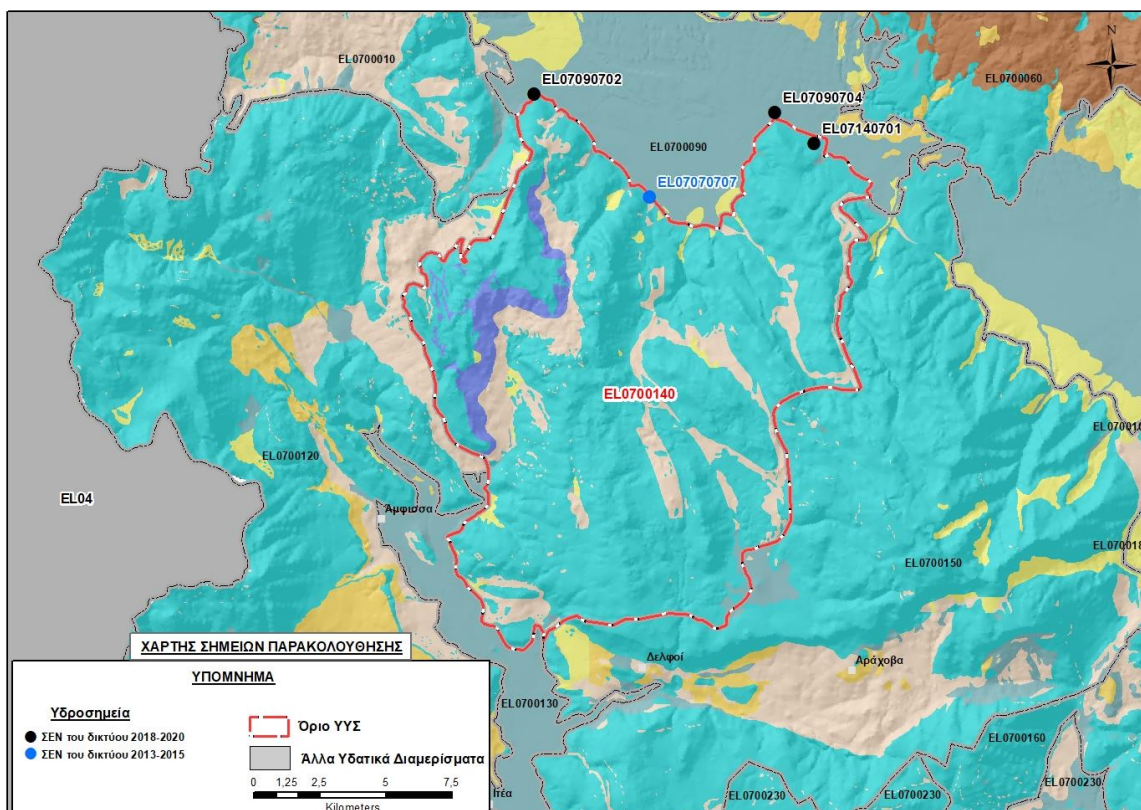 EL0700010
N
EL07090702
EL07090704
EL0700060
EL07140701
EL0700090
EL07070707
EL0700140
EL0700120
EL04
Άμφισσα
EL0700150
Δελφοί
Αράχοβα
EL0700130
EL0700160
EL0700230
EL0700230
EL0700230
Ιτέα
ΧΑΡΤΗΣ ΣΗΜΕΙΩΝ ΠΑΡΑΚΟΛΟΥΘΗΣΗΣ
ΥΠΟΜΝΗΜΑ
Υδροσημεία
ΣΕΝ του δικτύου 2018-2020
ΣΕΝ του δικτύου 2013-2015
Όριο ΥΥΣ
Άλλα Υδατικά Διαμερίσματα
0 1,25 2,5 5 7,5
Kilometers